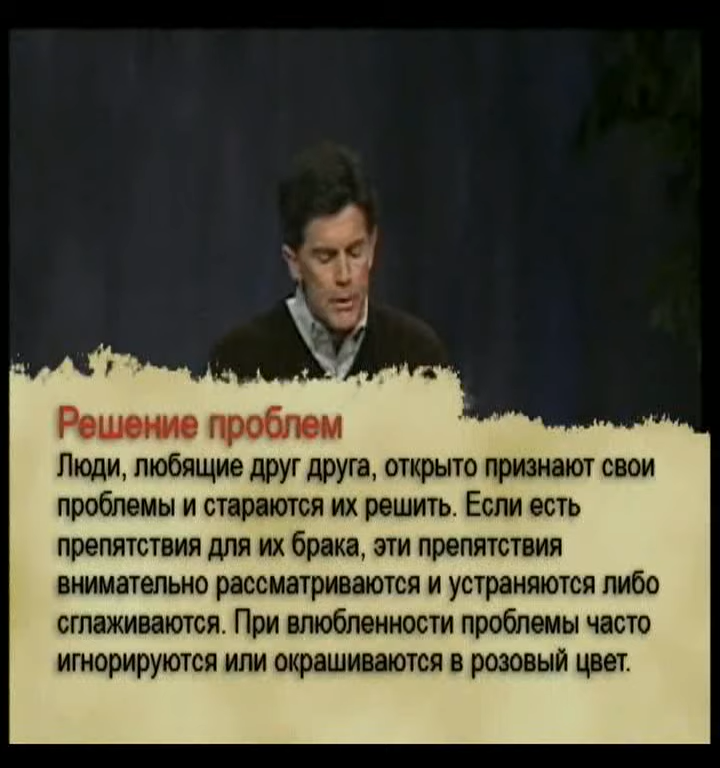 Решение проблем
Люди, любящие друг друга, открыто признают свои
проблемы и стараются их решить. Если есть
препятствия для их брака, эти препятствия
внимательно рассматриваются и устраняются либо
сглаживаются. При влюбленности проблемы часто
игнорируются или окрашиваются в розовый цвет.